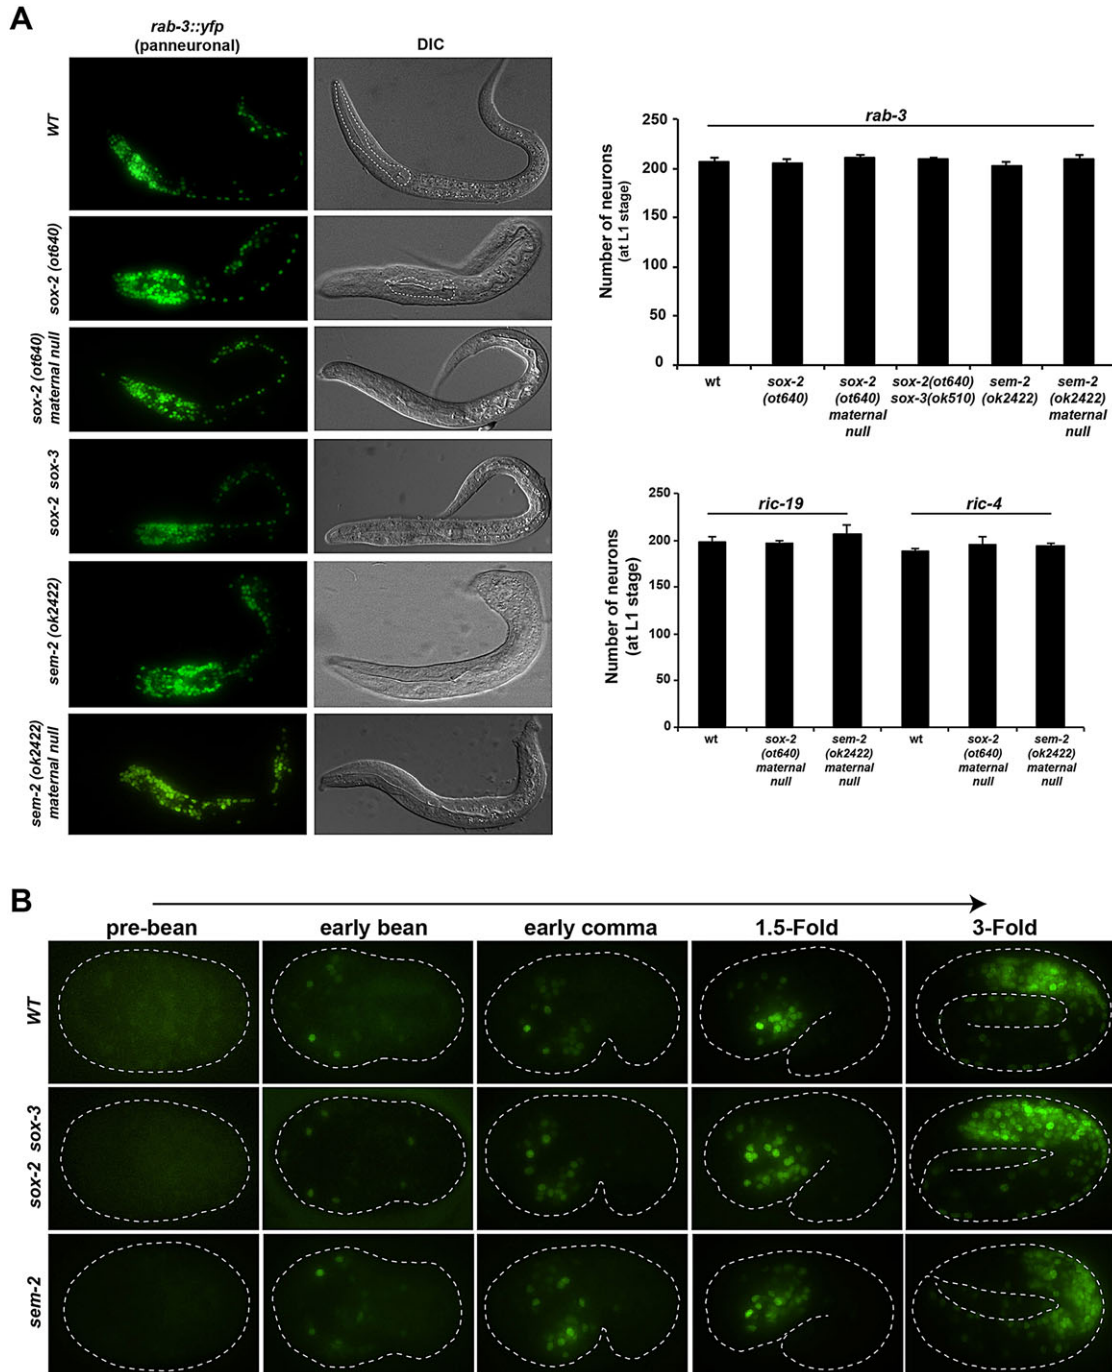 A
rab-3::yfp
(panneuronal)
DIC
WT
sox-2 (ot640)
sox-2 (ot640)
maternal null
sox-2 sox-3
sem-2 (ok2422)
sem-2 (ok2422)
maternal null
rab-3
Number of neurons
(at L1 stage)
250
200
150
100
50
0
wt
sox-2
(ot640)
sox-2
(ot640)
maternal
null
sox-2(ot640)
sox-3(ok510)
sem-2
(ok2422)
sem-2
(ok2422)
maternal
null
ric-19
ric-4
Number of neurons
(at L1 stage)
250
200
150
100
50
0
wt
sox-2
(ot640)
maternal
null
sem-2
(ok2422)
maternal
null
wt
sox-2
(ot640)
maternal
null
sem-2
(ok2422)
maternal
null
B
pre-bean
early bean
early comma
1.5-Fold
3-Fold
WT
sox-2 sox-3
sem-2